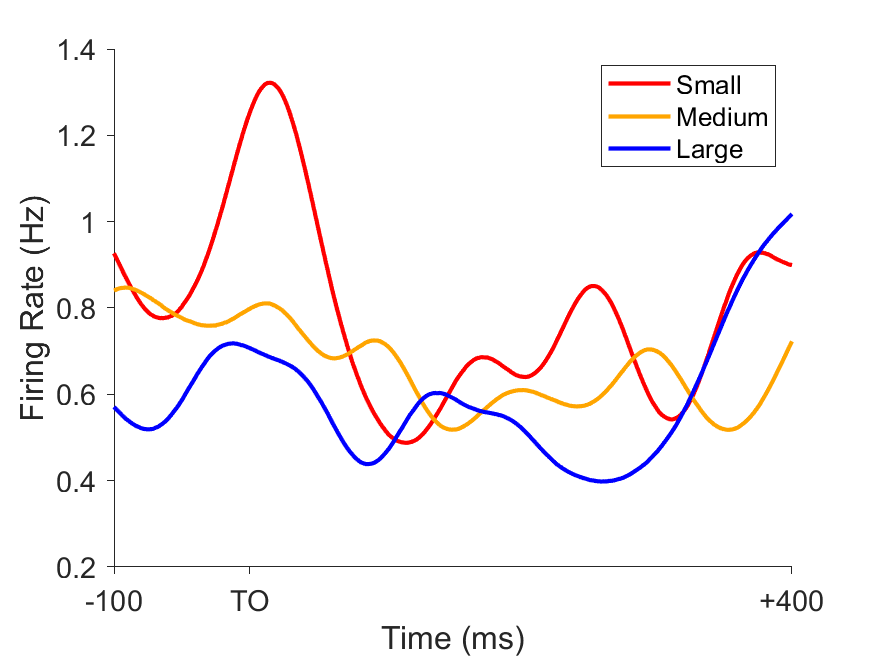 1.4
1.2
1
0.8
0.6
0.4
0.2
Firing Rate (Hz)
Small
Medium
Large
-100 TO +400
Time (ms)